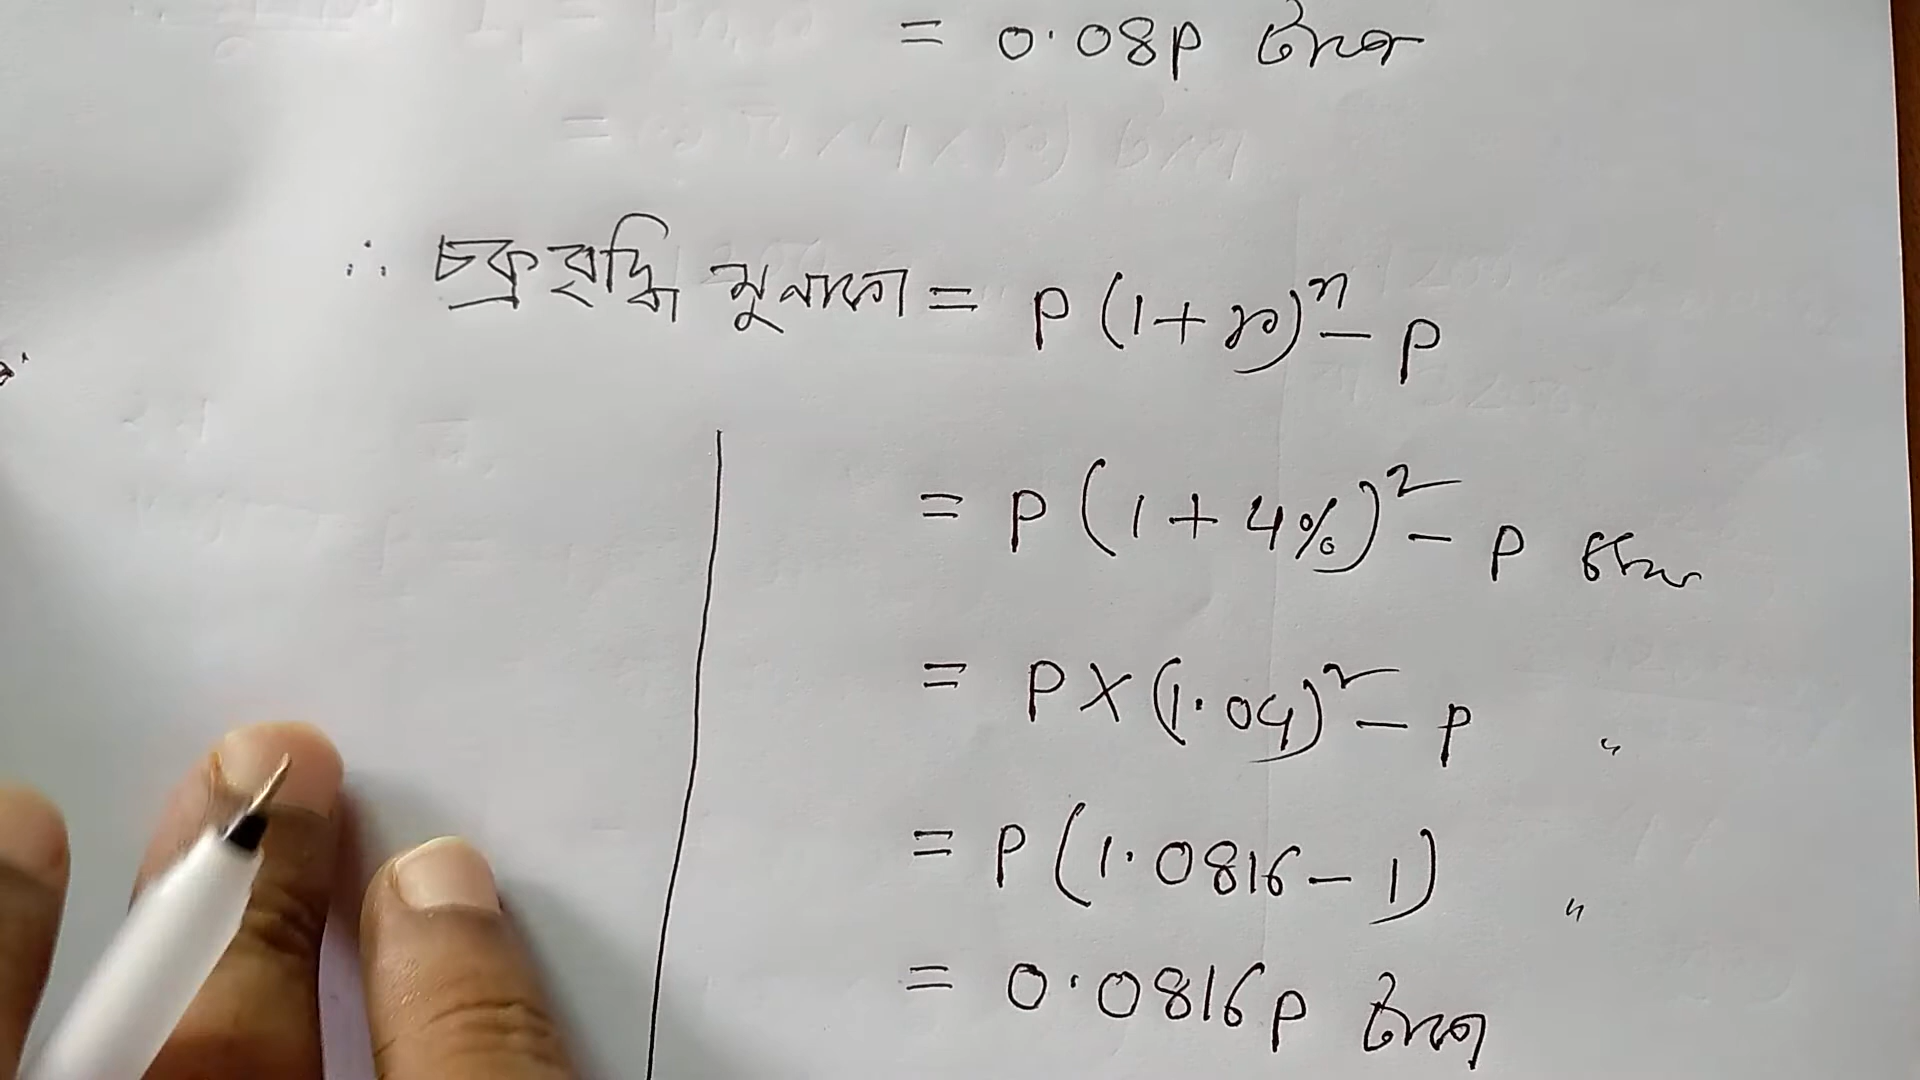 = 0.08P টাকা
∴ চক্রবৃদ্ধি মুনাফা = P(1+r)ⁿ - P
= P(1+4%)² - P টাকা
= P×(1.04)² - P "
= P(1.0816-1) "
= 0.0816P টাকা